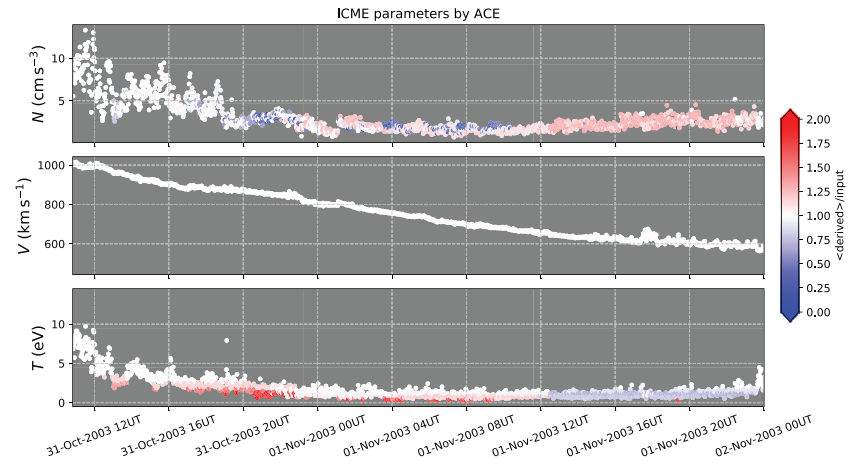 ICME parameters by ACE
10
5
N (cm s⁻³)
1000
800
600
V (km s⁻¹)
10
5
0
T (eV)
31-Oct-2003 12UT
31-Oct-2003 16UT
31-Oct-2003 20UT
01-Nov-2003 00UT
01-Nov-2003 04UT
01-Nov-2003 08UT
01-Nov-2003 12UT
01-Nov-2003 16UT
01-Nov-2003 20UT
02-Nov-2003 00UT
2.00
1.75
1.50
1.25
1.00
0.75
0.50
0.25
0.00
<derived>/input